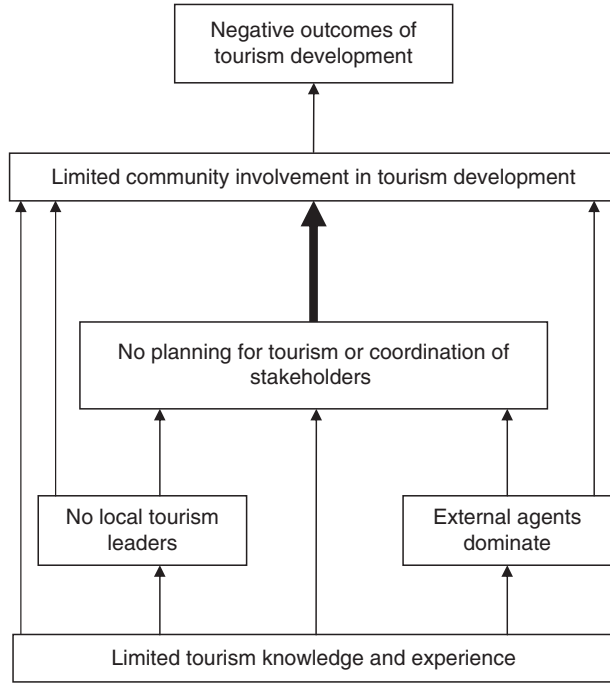 Negative outcomes of
tourism development
Limited community involvement in tourism development
No planning for tourism or coordination of
stakeholders
No local tourism
leaders
External agents
dominate
Limited tourism knowledge and experience